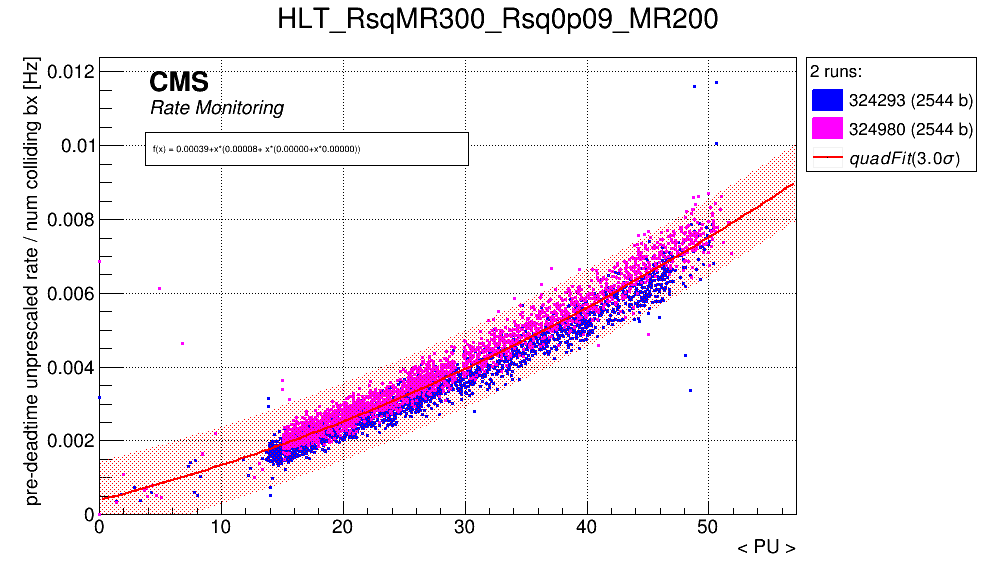 HLT_RsqMR300_Rsq0p09_MR200
pre-deadtime unprescaled rate / num colliding bx [Hz]
0.012
0.01
0.008
0.006
0.004
0.002
0
CMS
Rate Monitoring
f(x) = 0.00039+x*(0.00008+ x*(0.00000+x*0.00000))
0 10 20 30 40 50
< PU >
2 runs:
324293 (2544 b)
324980 (2544 b)
quadFit(3.0σ)